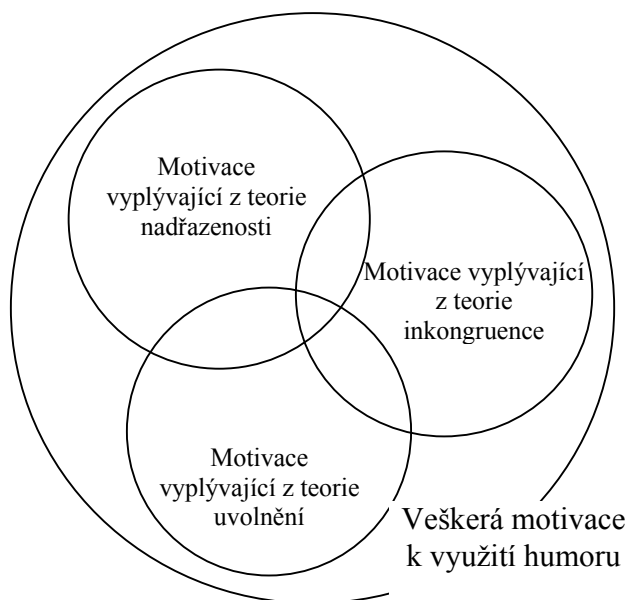 Motivace
vyplývající z teorie
nadřazenosti
Motivace vyplývající
z teorie
inkongruence
Motivace
vyplývající z teorie
uvolnění
Veškerá motivace
k využití humoru